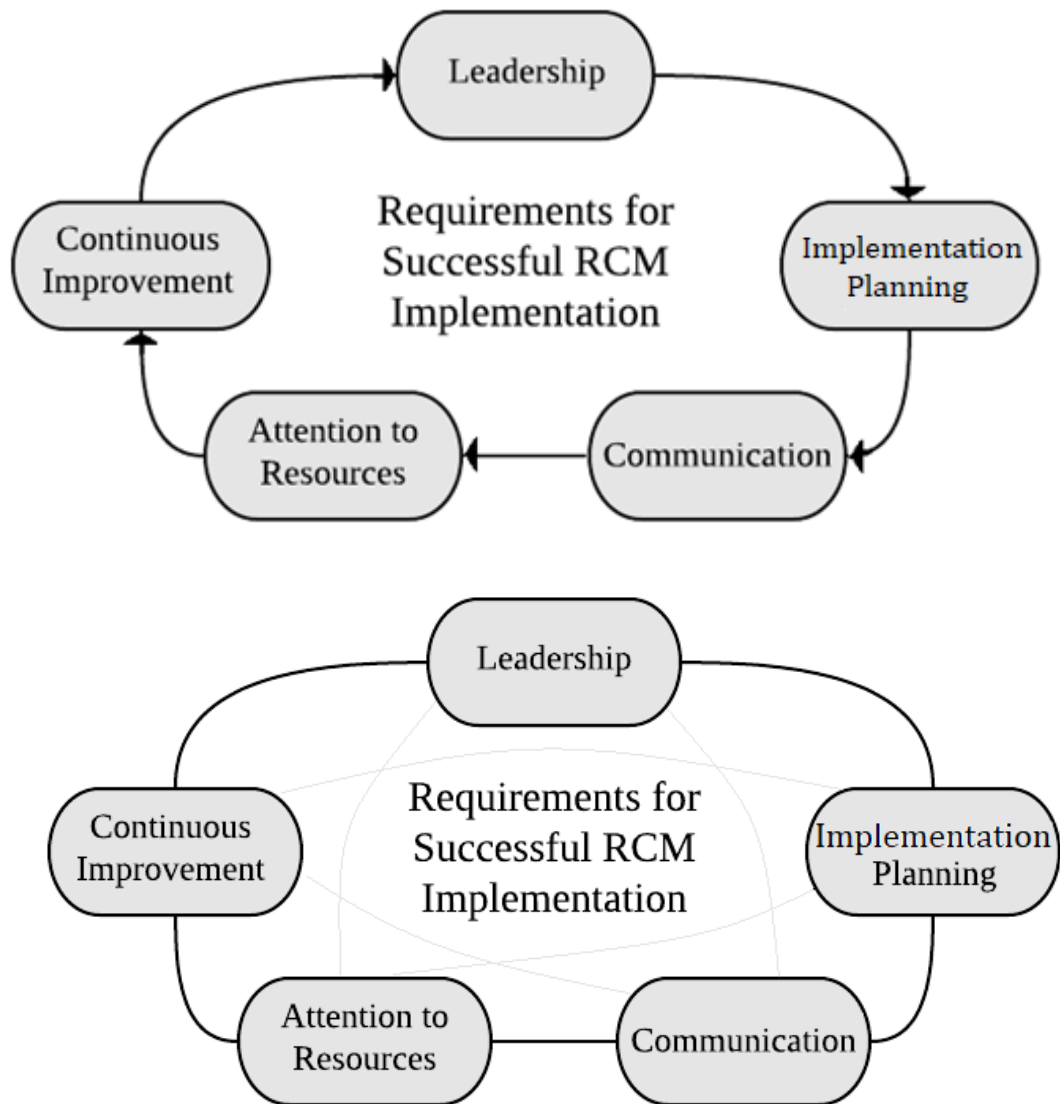 Leadership
Requirements for
Successful RCM
Implementation
Continuous
Improvement
Implementation
Planning
Attention to
Resources
Communication
Leadership
Requirements for
Successful RCM
Implementation
Continuous
Improvement
Implementation
Planning
Attention to
Resources
Communication